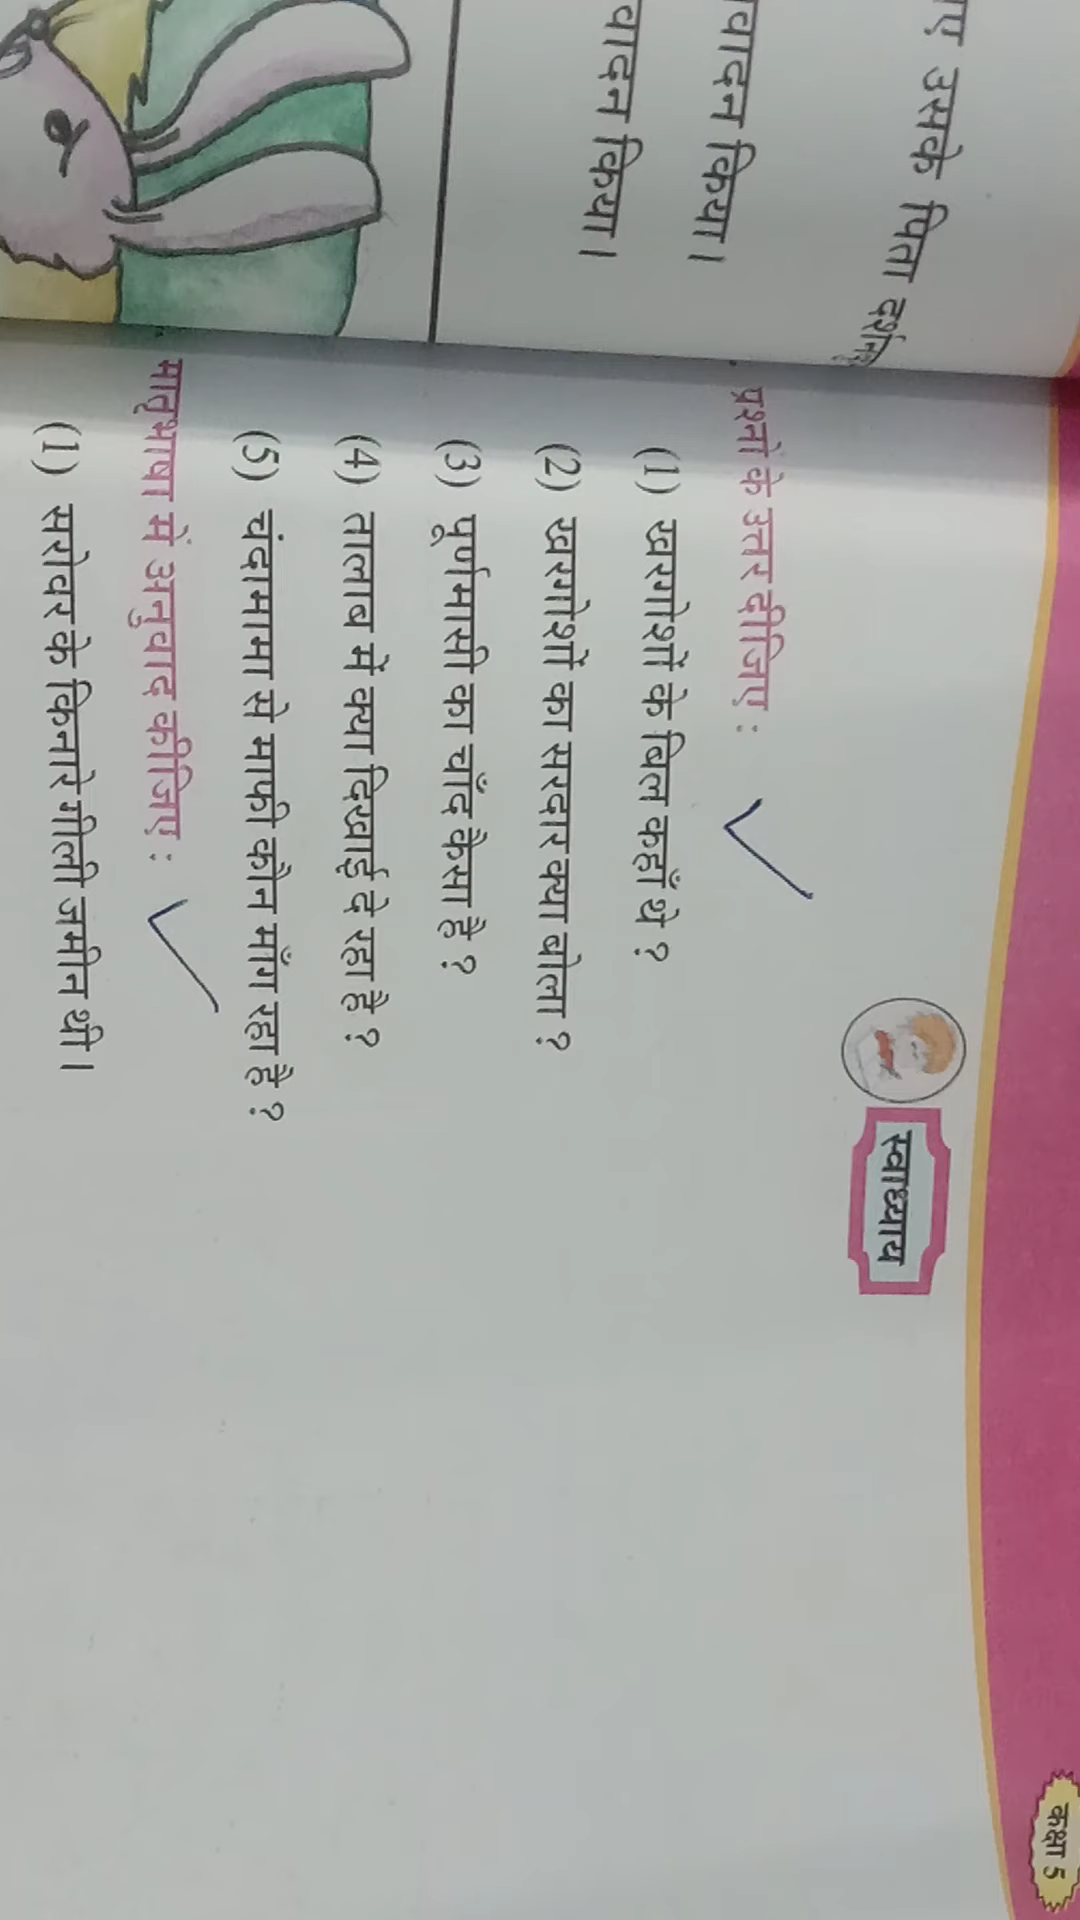 उसके पिता
वादन किया।
वादन किया।
कक्षा 5
स्वाध्याय
प्रश्नों के उत्तर दीजिए :
(1) खरगोशों के बिल कहाँ थे ?
(2) खरगोशों का सरदार क्या बोला ?
(3) पूर्णमासी का चाँद कैसा है ?
(4) तालाब में क्या दिखाई दे रहा है ?
(5) चंदामामा से माफी कौन माँग रहा है ?
मातृभाषा में अनुवाद कीजिए :
(1) सरोवर के किनारे गीली जमीन थी।